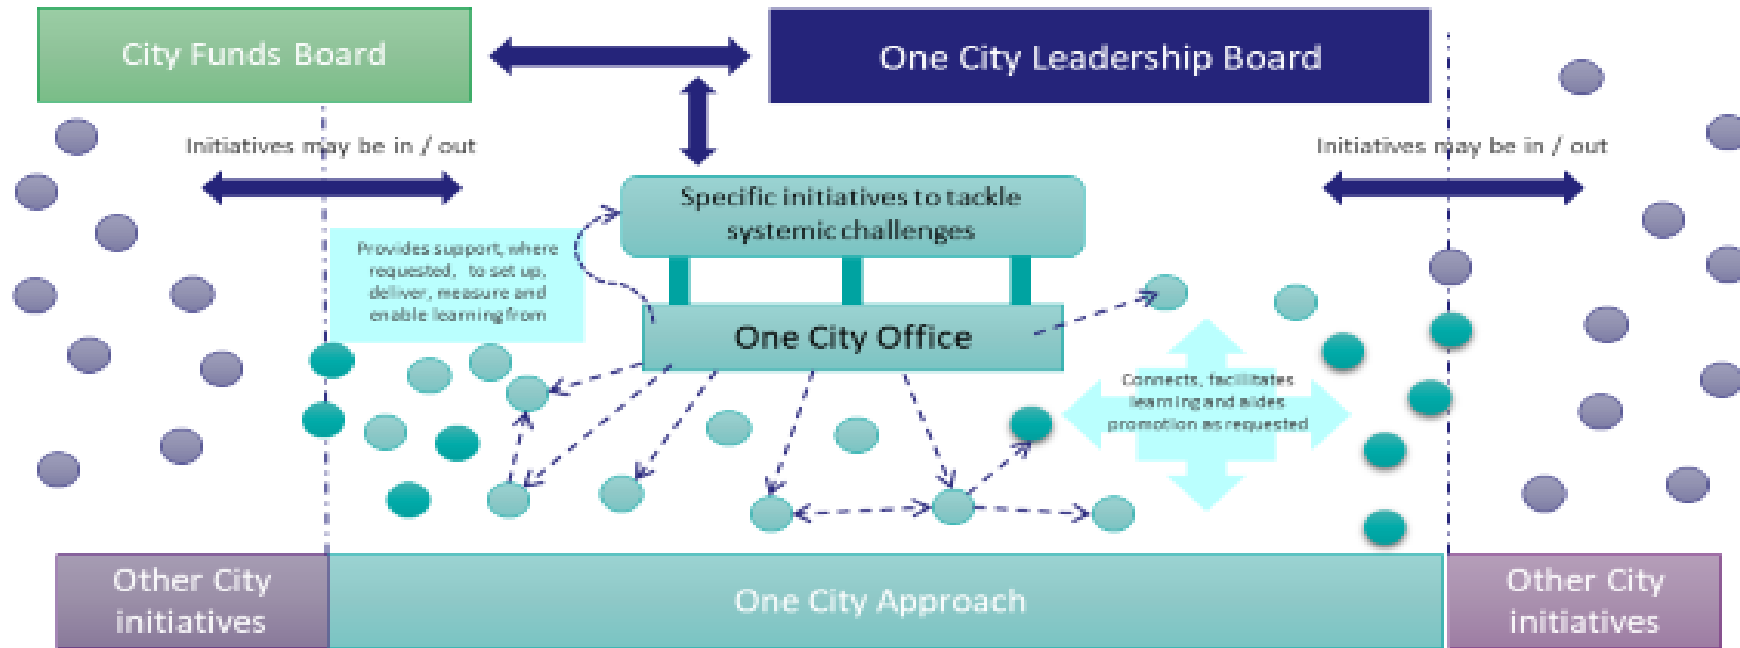 City Funds Board
One City Leadership Board
Initiatives may be in / out
Initiatives may be in / out
Specific initiatives to tackle
systemic challenges
Provides support, where
requested, to set up,
deliver, measure and
enable learning from
One City Office
Connects, facilitates
learning and aides
promotion as requested
Other City
initiatives
One City Approach
Other City
initiatives